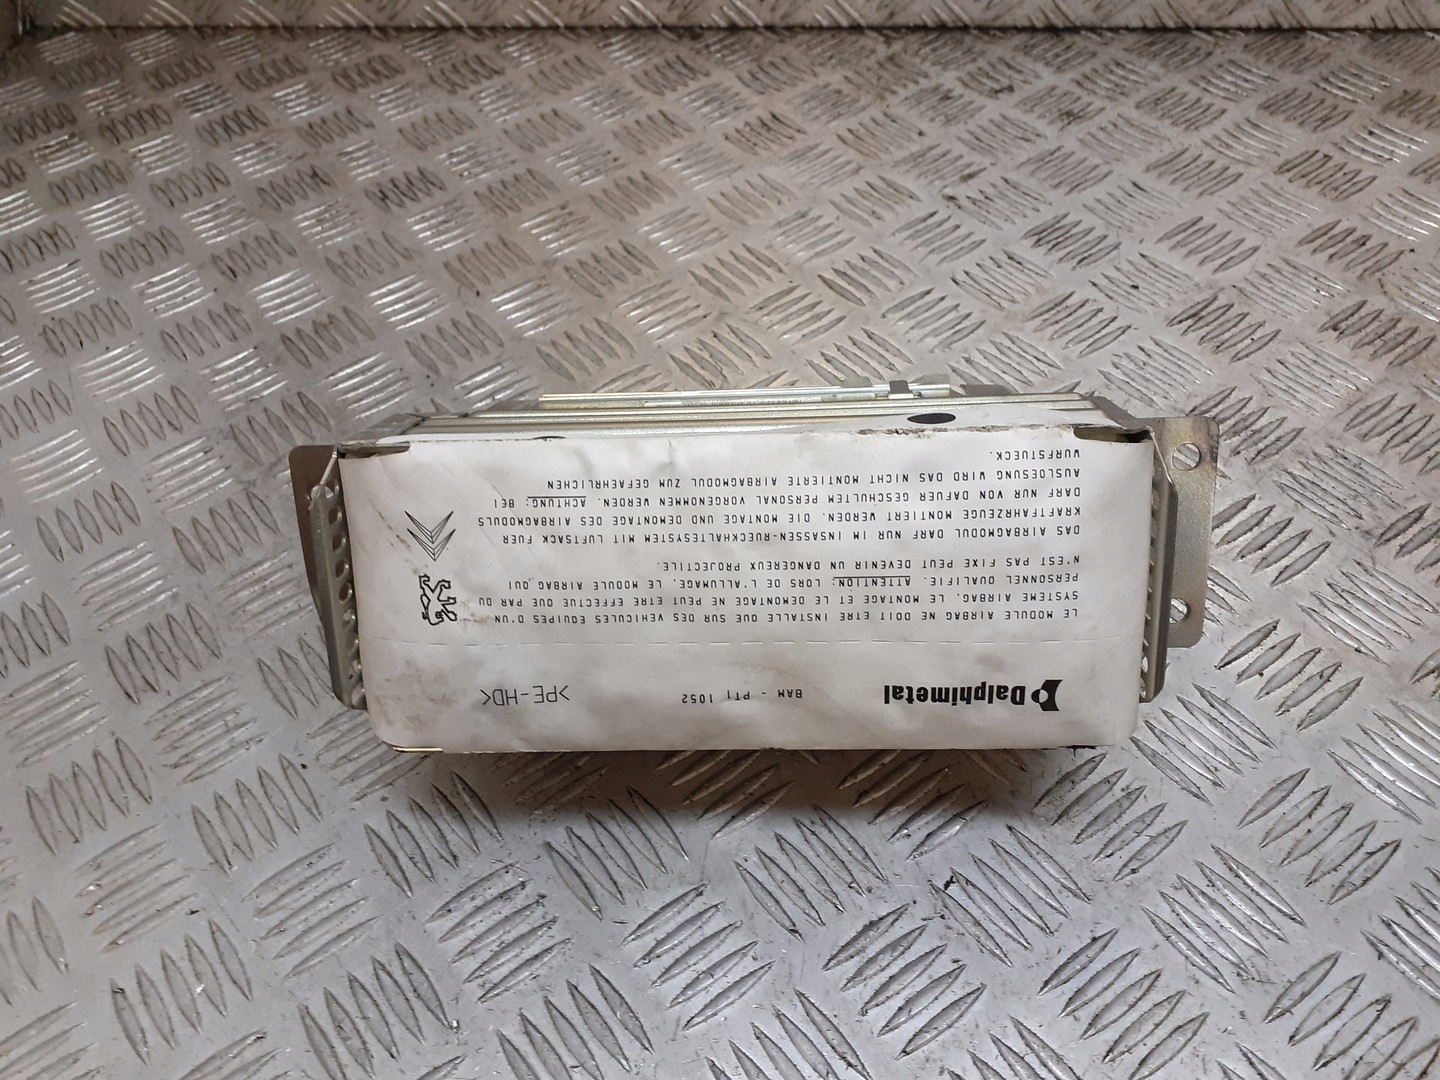 Dalphimetal
BAM - PT1 1052
>PE-HD<
LE MODULE AIRBAG NE DOIT ETRE INSTALLE QUE SUR DES VEHICULES EQUIPES D'UN
SYSTEME AIRBAG. LE MONTAGE ET LE DEMONTAGE NE PEUT ETRE EFFECTUE QUE PAR DU
PERSONNEL QUALIFIE. ATTENTION: LORS DE L'ALLUMAGE, LE MODULE AIRBAG QUI
N'EST PAS FIXE PEUT DEVENIR UN DANGEREUX PROJECTILE.
DAS AIRBAGMODUL DARF NUR IM INSASSEN-RUECKHALTESYSTEM MIT LUFTSACK FUER
KRAFTFAHRZEUGE MONTIERT WERDEN. DIE MONTAGE UND DEMONTAGE DES AIRBAGMODULS
DARF NUR VON DAFUER GESCHULTEM PERSONAL VORGENOMMEN WERDEN. ACHTUNG: BEI
AUSLOESUNG WIRD DAS NICHT MONTIERTE AIRBAGMODUL ZUM GEFAEHRLICHEN
WURFSTUECK.